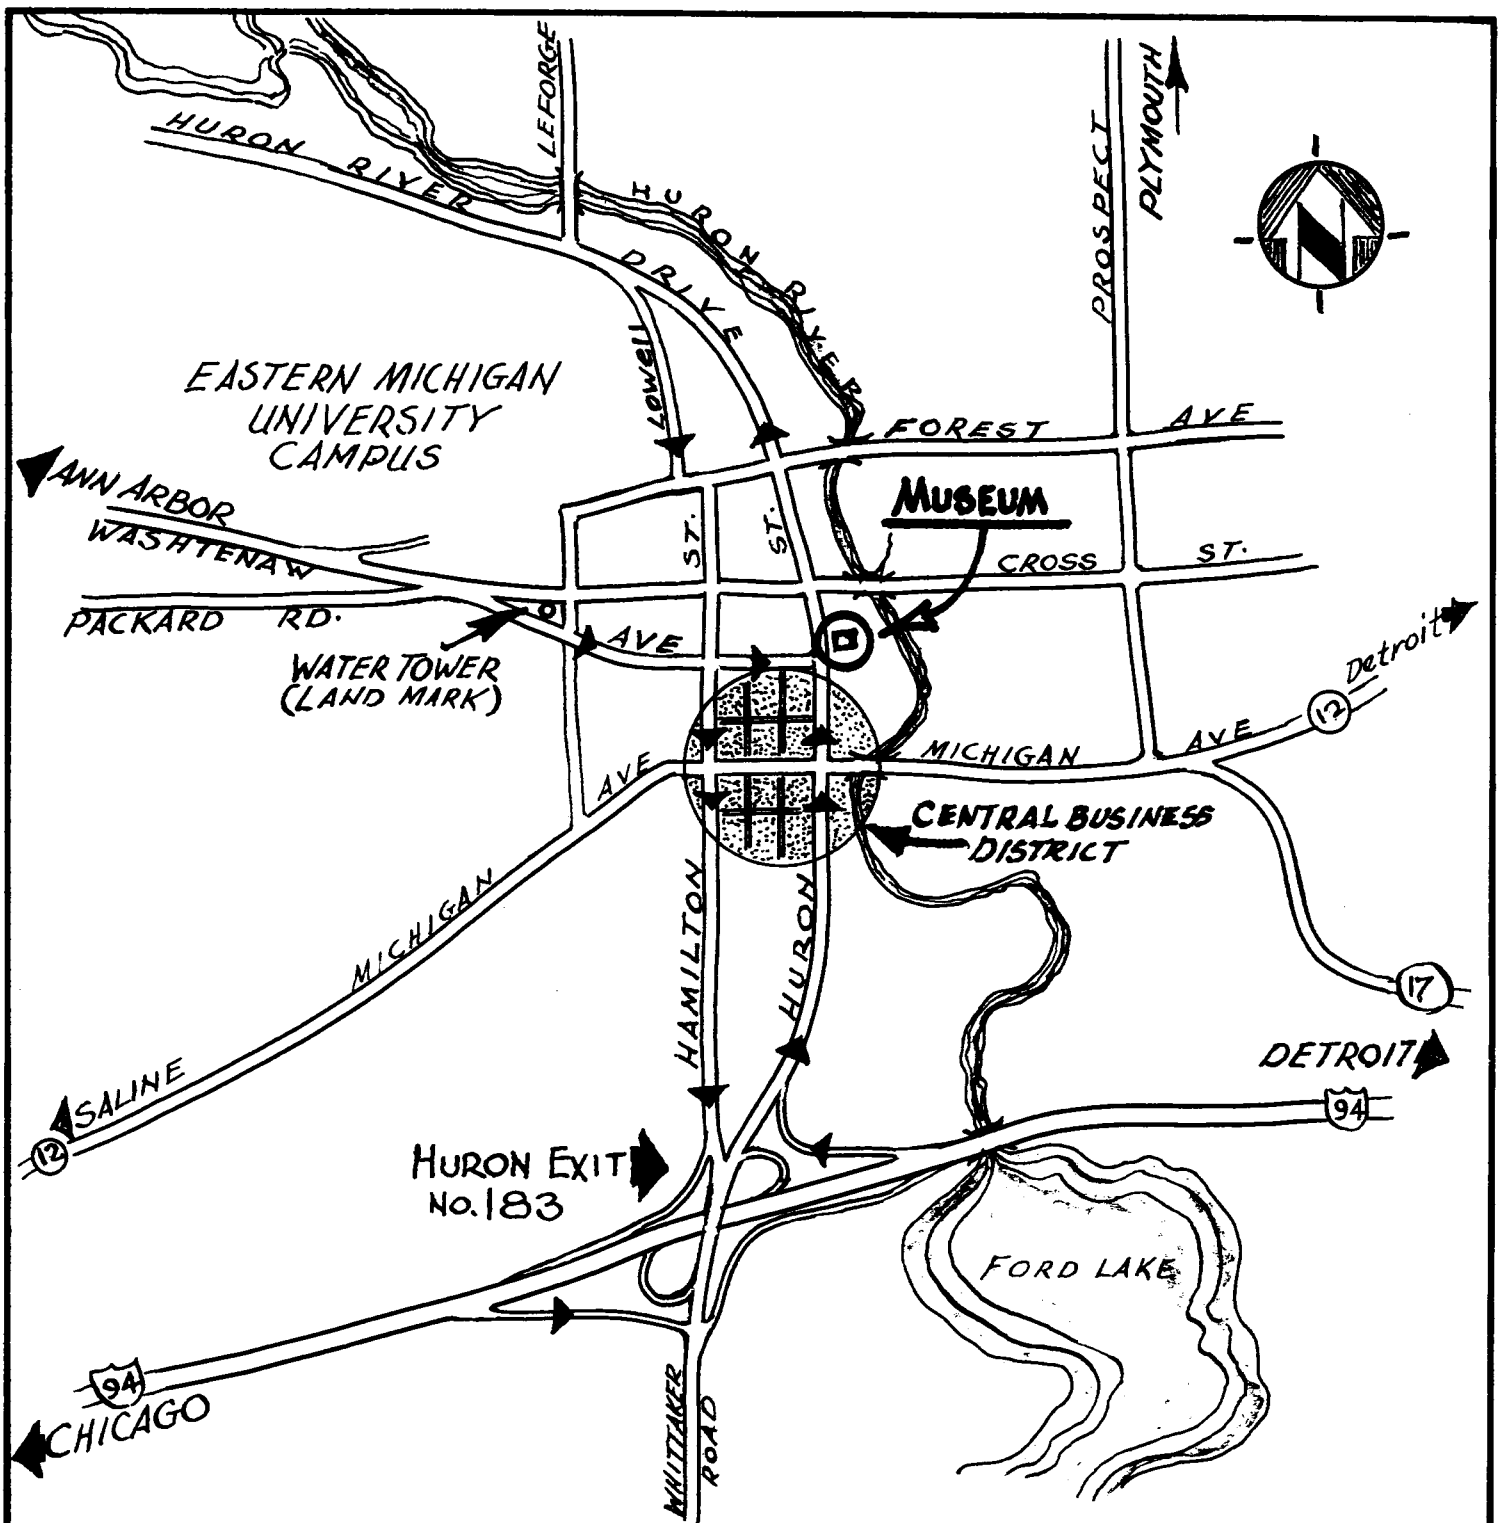 LEFORGE
PROSPECT
PLYMOUTH
HURON RIVER DRIVE
HURON RIVER
N
LOWELL
EASTERN MICHIGAN
UNIVERSITY
CAMPUS
FOREST AVE
ANN ARBOR
WASHTENAW AVE
MUSEUM
ST.
ST.
CROSS ST.
PACKARD RD.
WATER TOWER
(LAND MARK)
Detroit
12
MICHIGAN AVE
MICHIGAN AVE
CENTRAL BUSINESS
DISTRICT
HAMILTON
HURON
17
SALINE
12
DETROIT
94
HURON EXIT
NO. 183
FORD LAKE
94
CHICAGO
WHITTAKER
ROAD